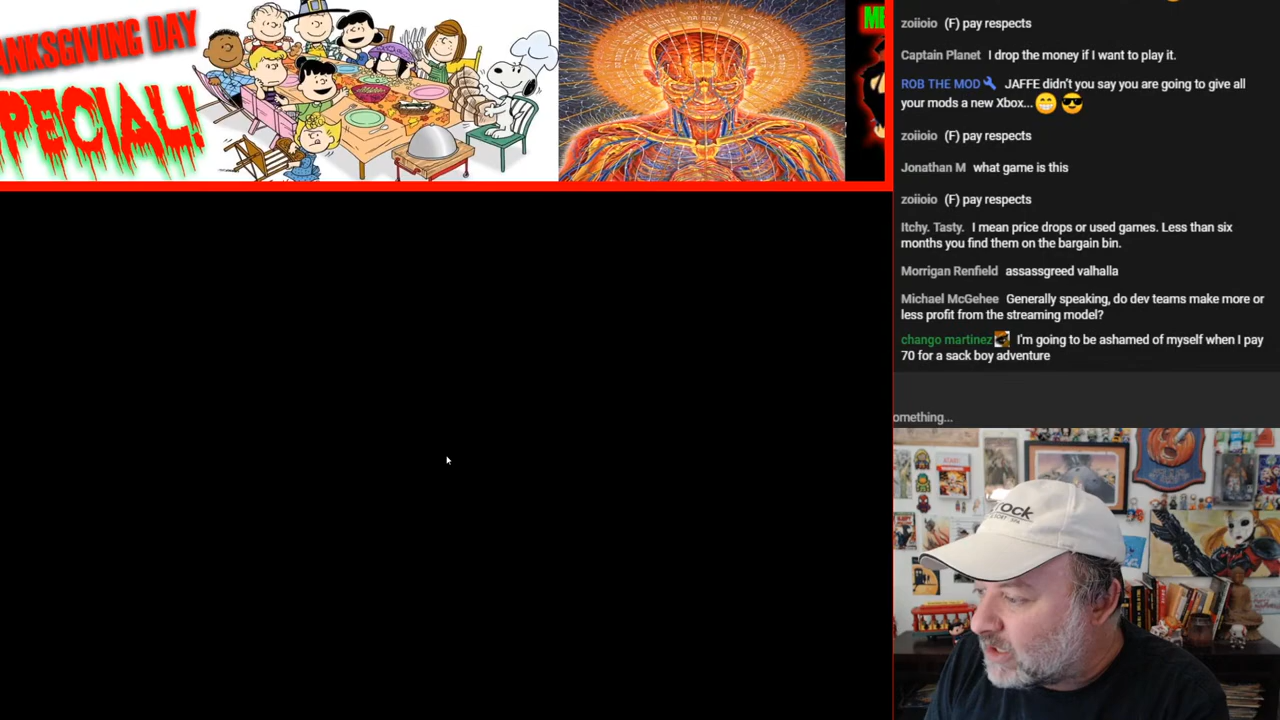 ANKSGIVING DAY
PECIAL!
ME
zoiioio (F) pay respects
Captain Planet I drop the money if I want to play it.
ROB THE MOD JAFFE didn't you say you are going to give all
your mods a new Xbox...
zoiioio (F) pay respects
Jonathan M what game is this
zoiioio (F) pay respects
Itchy. Tasty. I mean price drops or used games. Less than six
months you find them on the bargain bin.
Morrigan Renfield assassgreed valhalla
Michael McGehee Generally speaking, do dev teams make more or
less profit from the streaming model?
chango martinez I'm going to be ashamed of myself when I pay
70 for a sack boy adventure
omething...